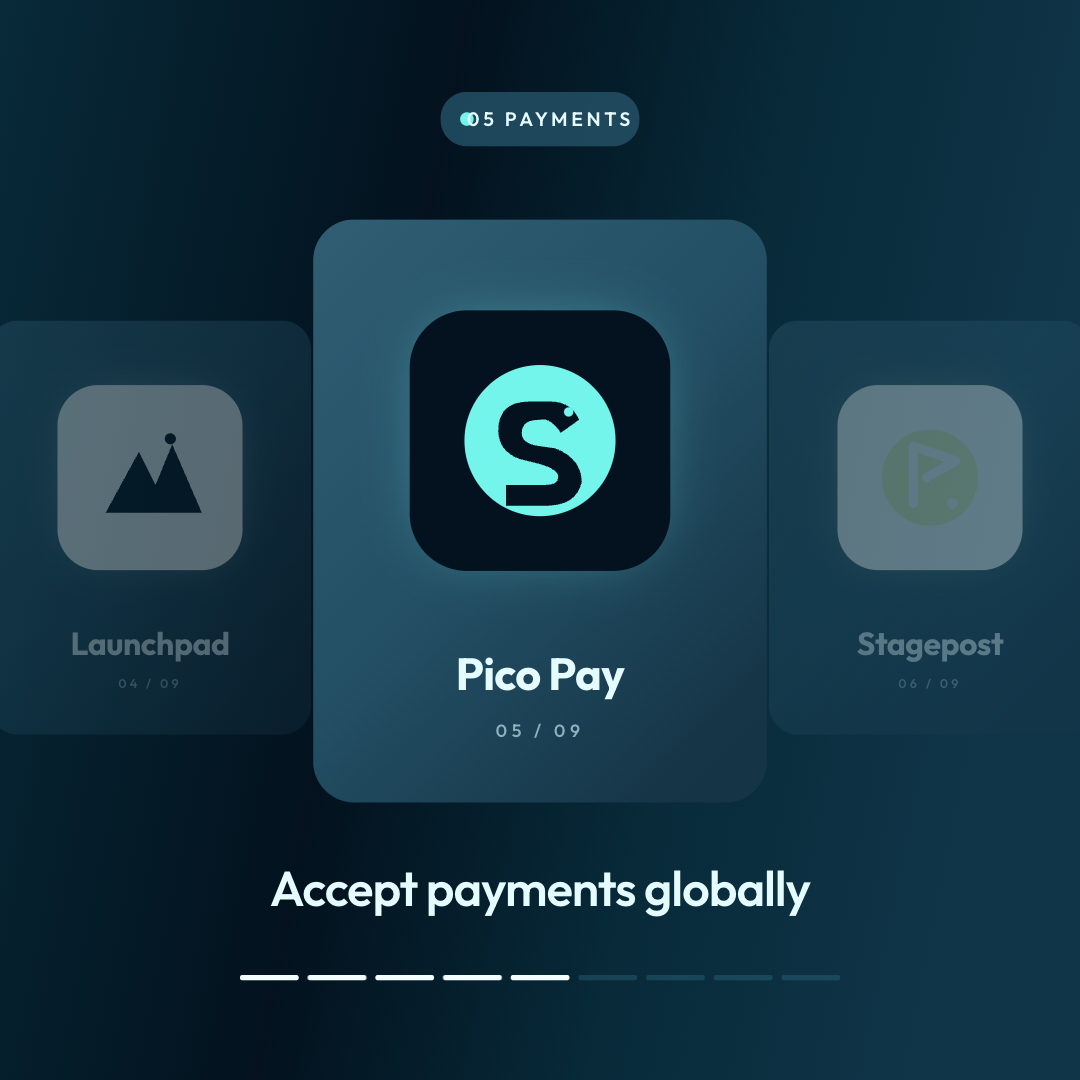 05 PAYMENTS
Launchpad
04 / 09
Pico Pay
05 / 09
Stagepost
06 / 09
Accept payments globally